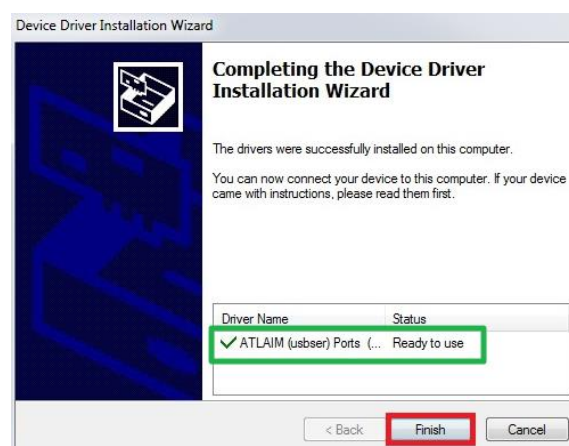 Device Driver Installation Wizard
Completing the Device Driver
Installation Wizard
The drivers were successfully installed on this computer.
You can now connect your device to this computer. If your device
came with instructions, please read them first.
Driver Name Status
ATLAIM (usbser) Ports (... Ready to use
< Back Finish Cancel